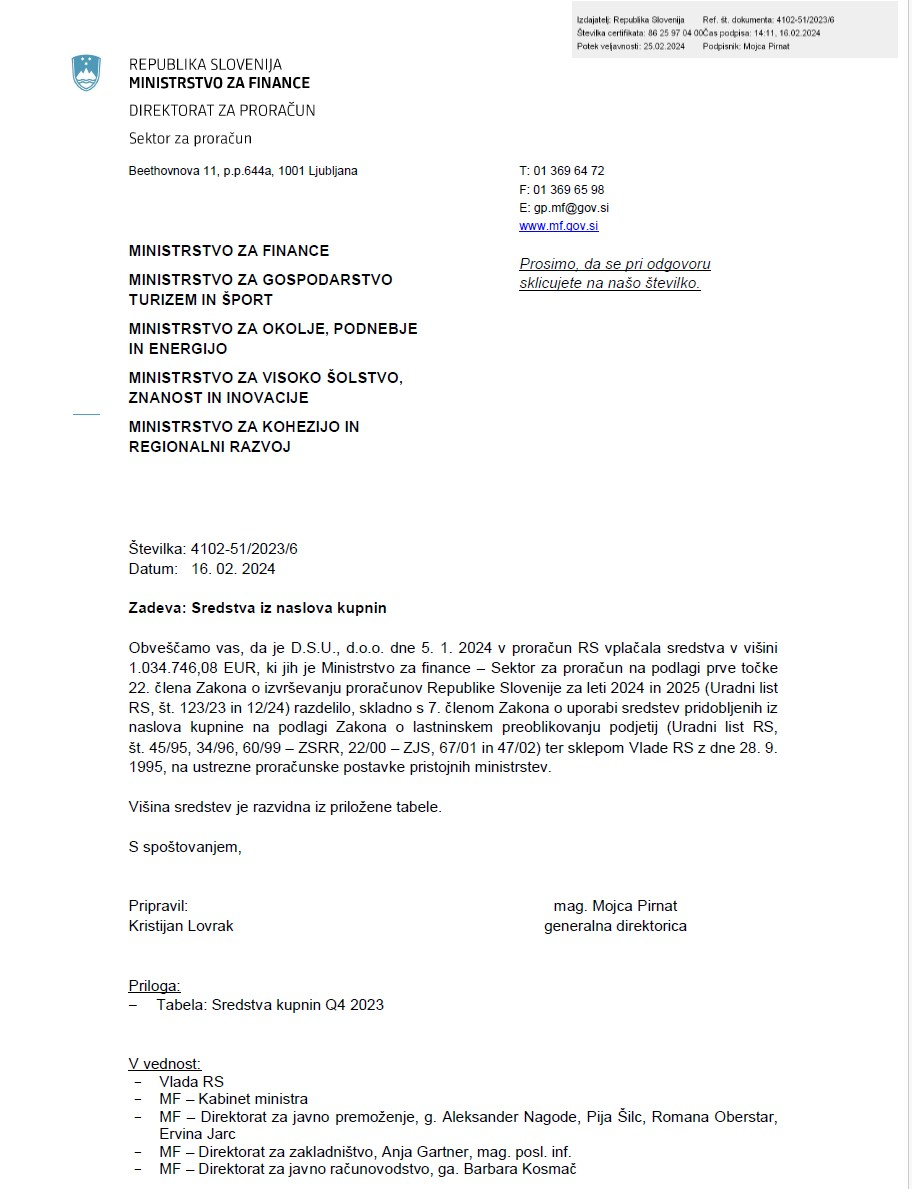 Izdajatelj: Republika Slovenija Ref. št. dokumenta: 4102-51/2023/6
Številka certifikata: 86 25 97 04 00Čas podpisa: 14:11, 16.02.2024
Potek veljavnosti: 25.02.2024 Podpisnik: Mojca Pirnat
REPUBLIKA SLOVENIJA
MINISTRSTVO ZA FINANCE
DIREKTORAT ZA PRORAČUN
Sektor za proračun
Beethovnova 11, p.p.644a, 1001 Ljubljana
T: 01 369 64 72
F: 01 369 65 98
E: gp.mf@gov.si
www.mf.gov.si
MINISTRSTVO ZA FINANCE
MINISTRSTVO ZA GOSPODARSTVO
TURIZEM IN ŠPORT
MINISTRSTVO ZA OKOLJE, PODNEBJE
IN ENERGIJO
MINISTRSTVO ZA VISOKO ŠOLSTVO,
ZNANOST IN INOVACIJE
MINISTRSTVO ZA KOHEZIJO IN
REGIONALNI RAZVOJ
Prosimo, da se pri odgovoru
sklicujete na našo številko.
Številka: 4102-51/2023/6
Datum: 16. 02. 2024
Zadeva: Sredstva iz naslova kupnin
Obveščamo vas, da je D.S.U., d.o.o. dne 5. 1. 2024 v proračun RS vplačala sredstva v višini
1.034.746,08 EUR, ki jih je Ministrstvo za finance – Sektor za proračun na podlagi prve točke
22. člena Zakona o izvrševanju proračunov Republike Slovenije za leti 2024 in 2025 (Uradni list
RS, št. 123/23 in 12/24) razdelilo, skladno s 7. členom Zakona o uporabi sredstev pridobljenih iz
naslova kupnine na podlagi Zakona o lastninskem preoblikovanju podjetij (Uradni list RS,
št. 45/95, 34/96, 60/99 – ZSRR, 22/00 – ZJS, 67/01 in 47/02) ter sklepom Vlade RS z dne 28. 9.
1995, na ustrezne proračunske postavke pristojnih ministrstev.
Višina sredstev je razvidna iz priložene tabele.
S spoštovanjem,
Pripravil:
Kristijan Lovrak
mag. Mojca Pirnat
generalna direktorica
Priloga:
– Tabela: Sredstva kupnin Q4 2023
V vednost:
– Vlada RS
– MF – Kabinet ministra
– MF – Direktorat za javno premoženje, g. Aleksander Nagode, Pija Šilc, Romana Oberstar,
Ervina Jarc
– MF – Direktorat za zakladništvo, Anja Gartner, mag. posl. inf.
– MF – Direktorat za javno računovodstvo, ga. Barbara Kosmač